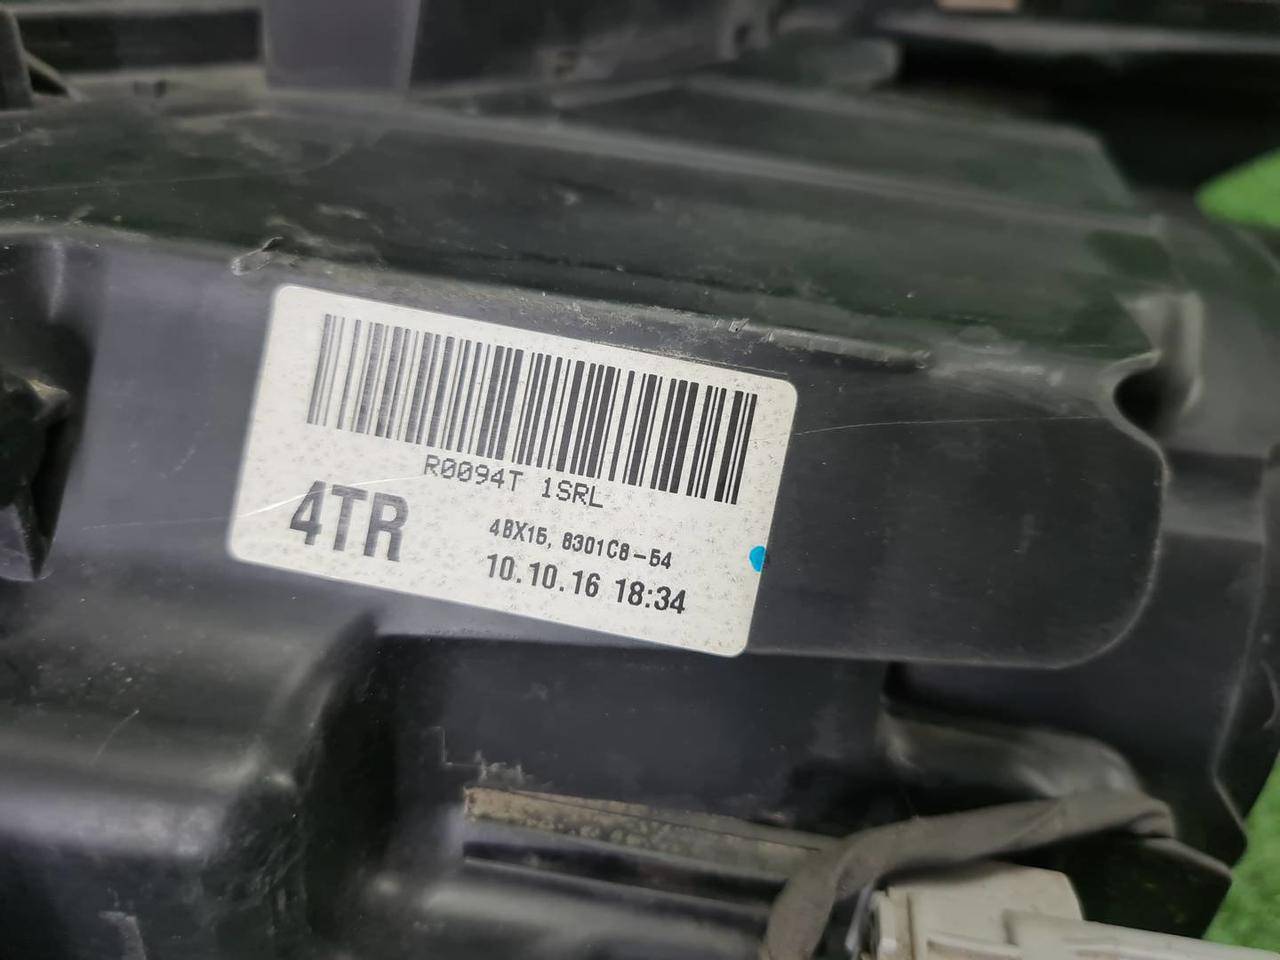 R0094T 1SRL
4TR
4BX15, 8301C8-54
10.10.16 18:34